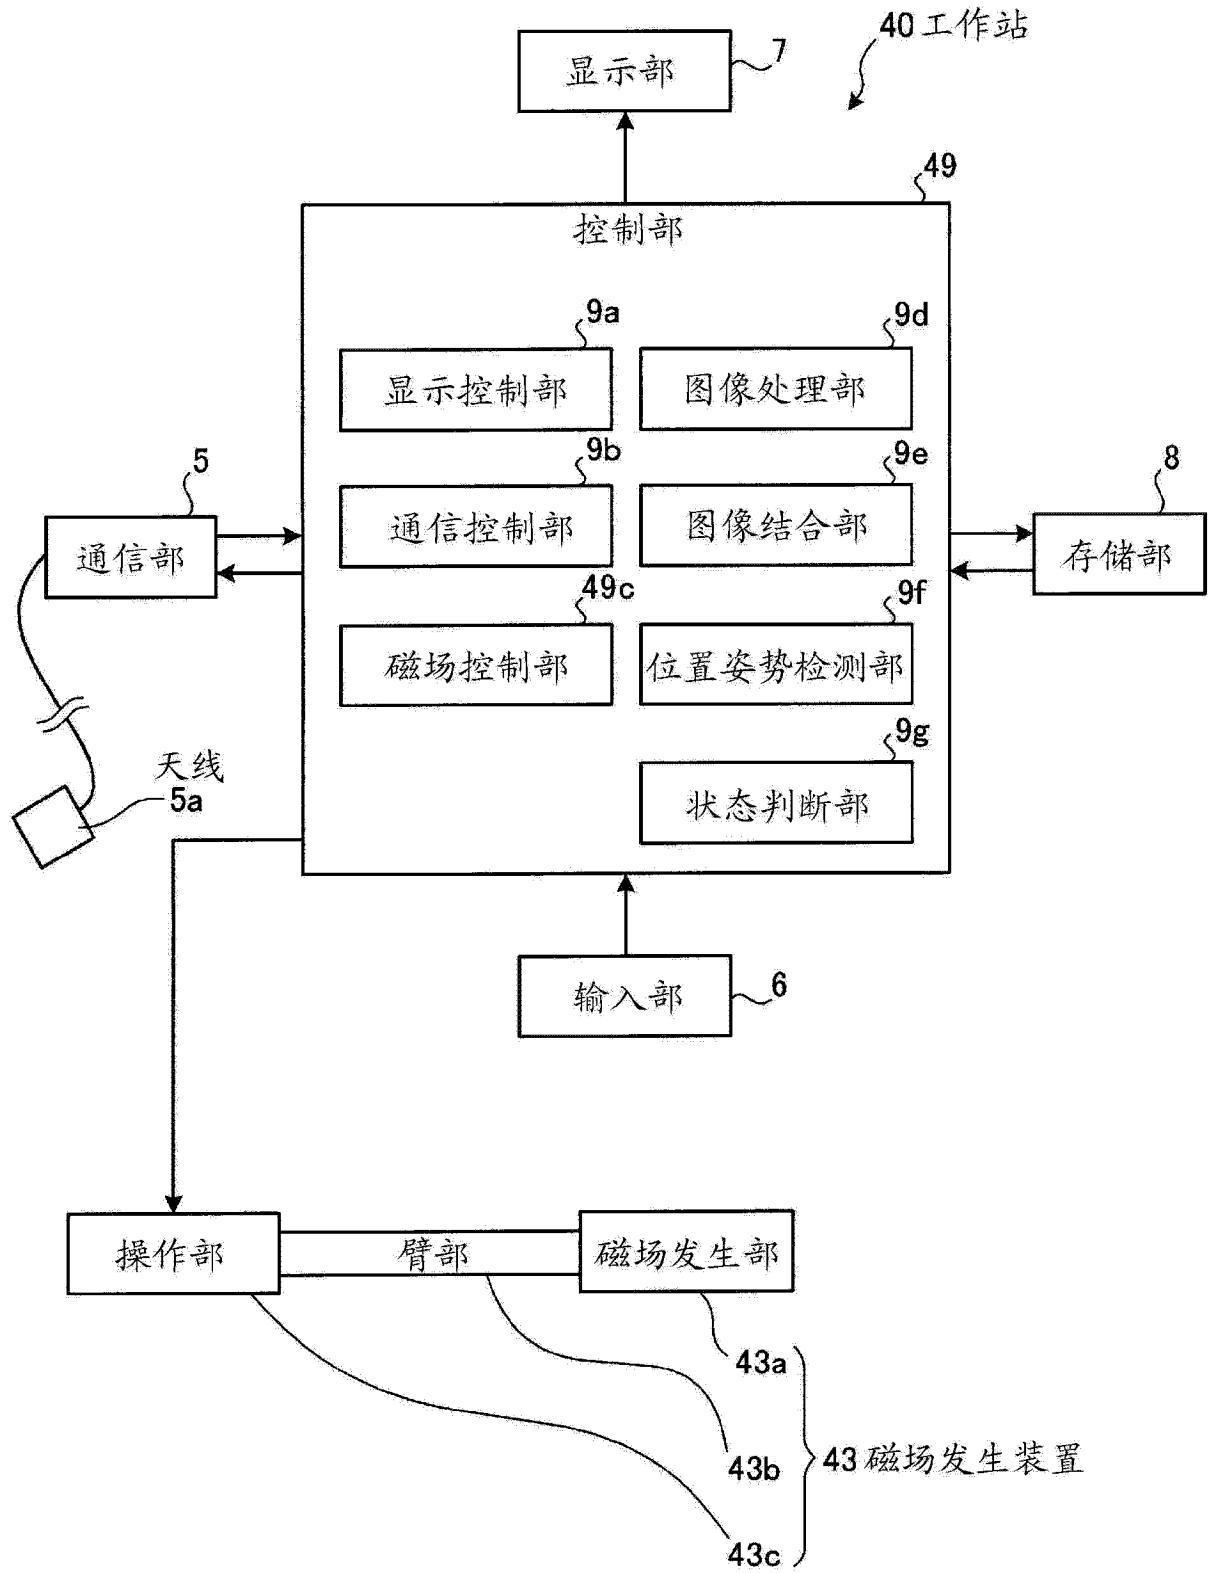 40 工作站
显示部
7
49
控制部
9a
9d
显示控制部
图像处理部
9b
9e
5
8
通信控制部
图像结合部
通信部
存储部
49c
9f
磁场控制部
位置姿势检测部
9g
天线
5a
状态判断部
输入部
6
操作部
臂部
磁场发生部
43a
43b
43 磁场发生装置
43c